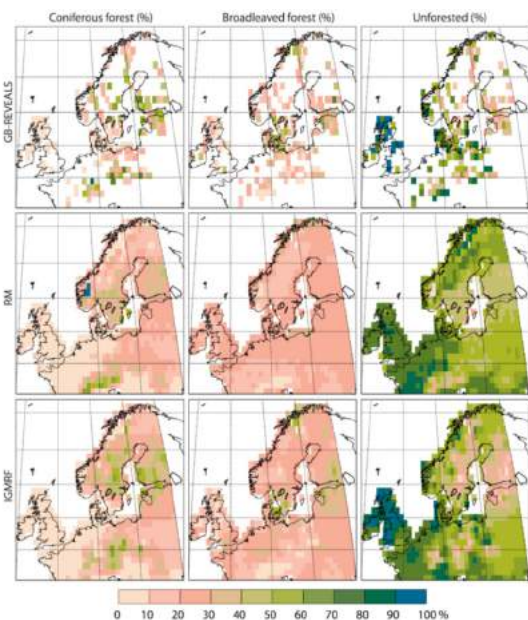 Coniferous forest (%) Broadleaved forest (%) Unforested (%)
GB-REVEALS
RM
IGMRF
0 10 20 30 40 50 60 70 80 90 100 %